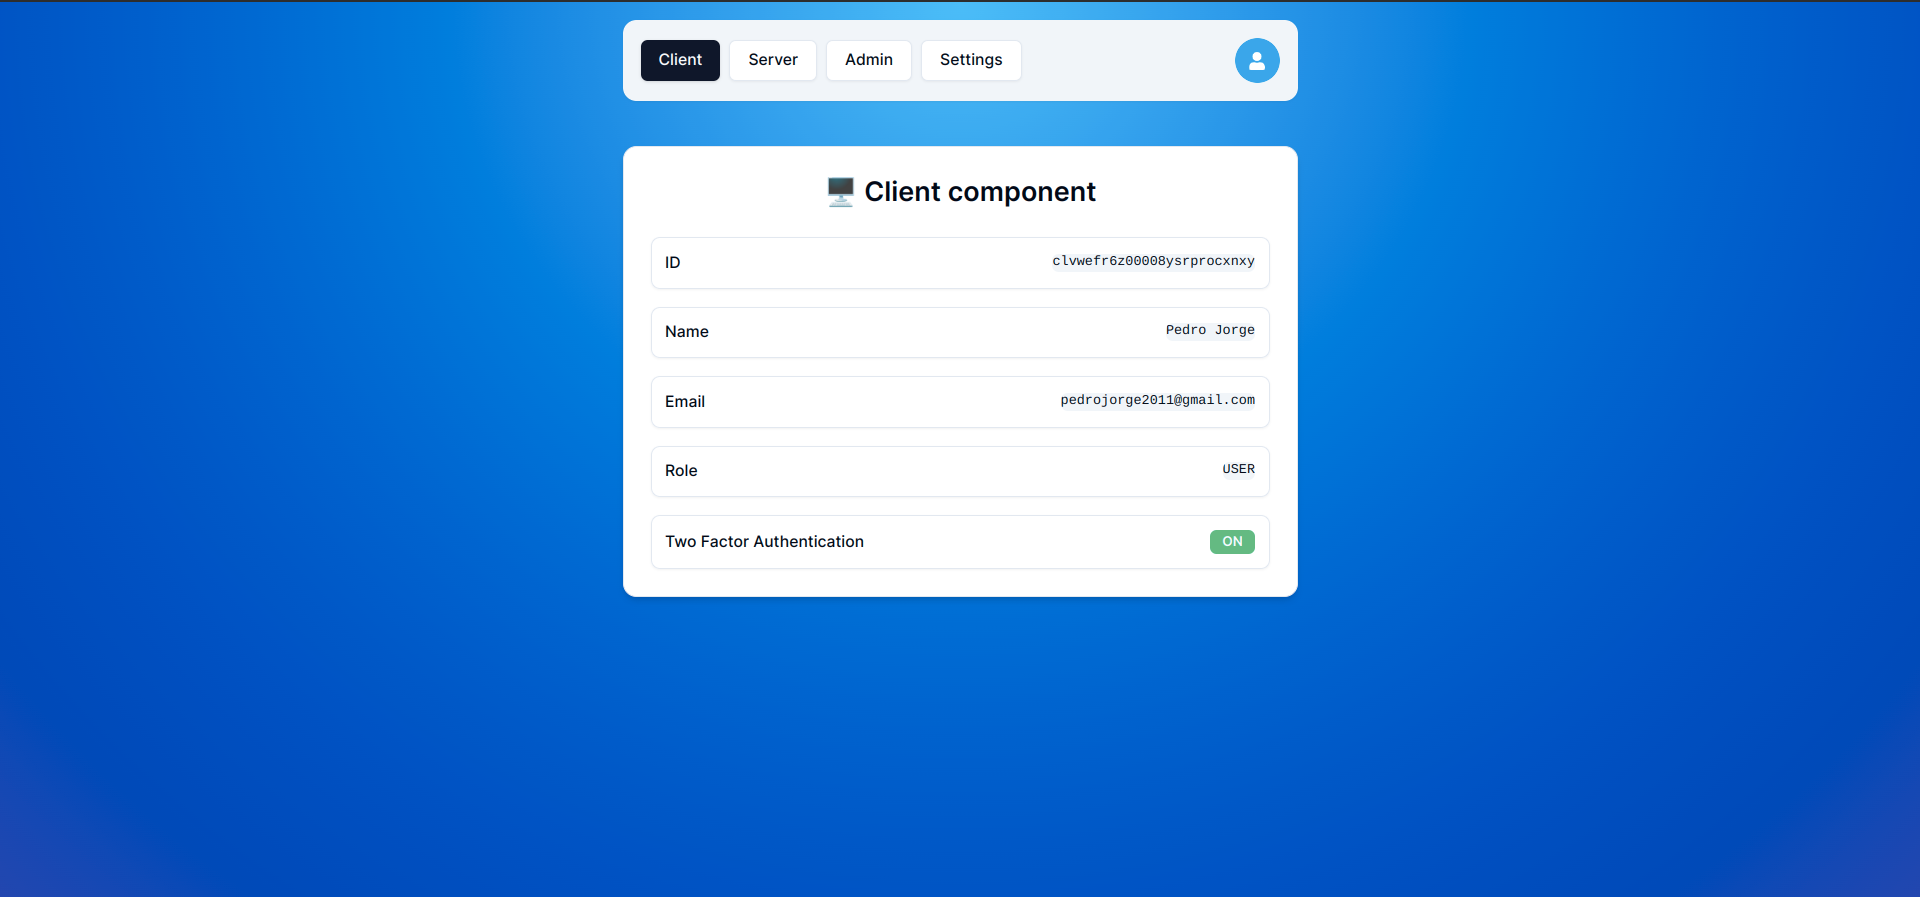 Client Server Admin Settings
🖥️ Client component
ID clvwefr6z00008ysrprocxnxy
Name Pedro Jorge
Email pedrojorge2011@gmail.com
Role USER
Two Factor Authentication ON